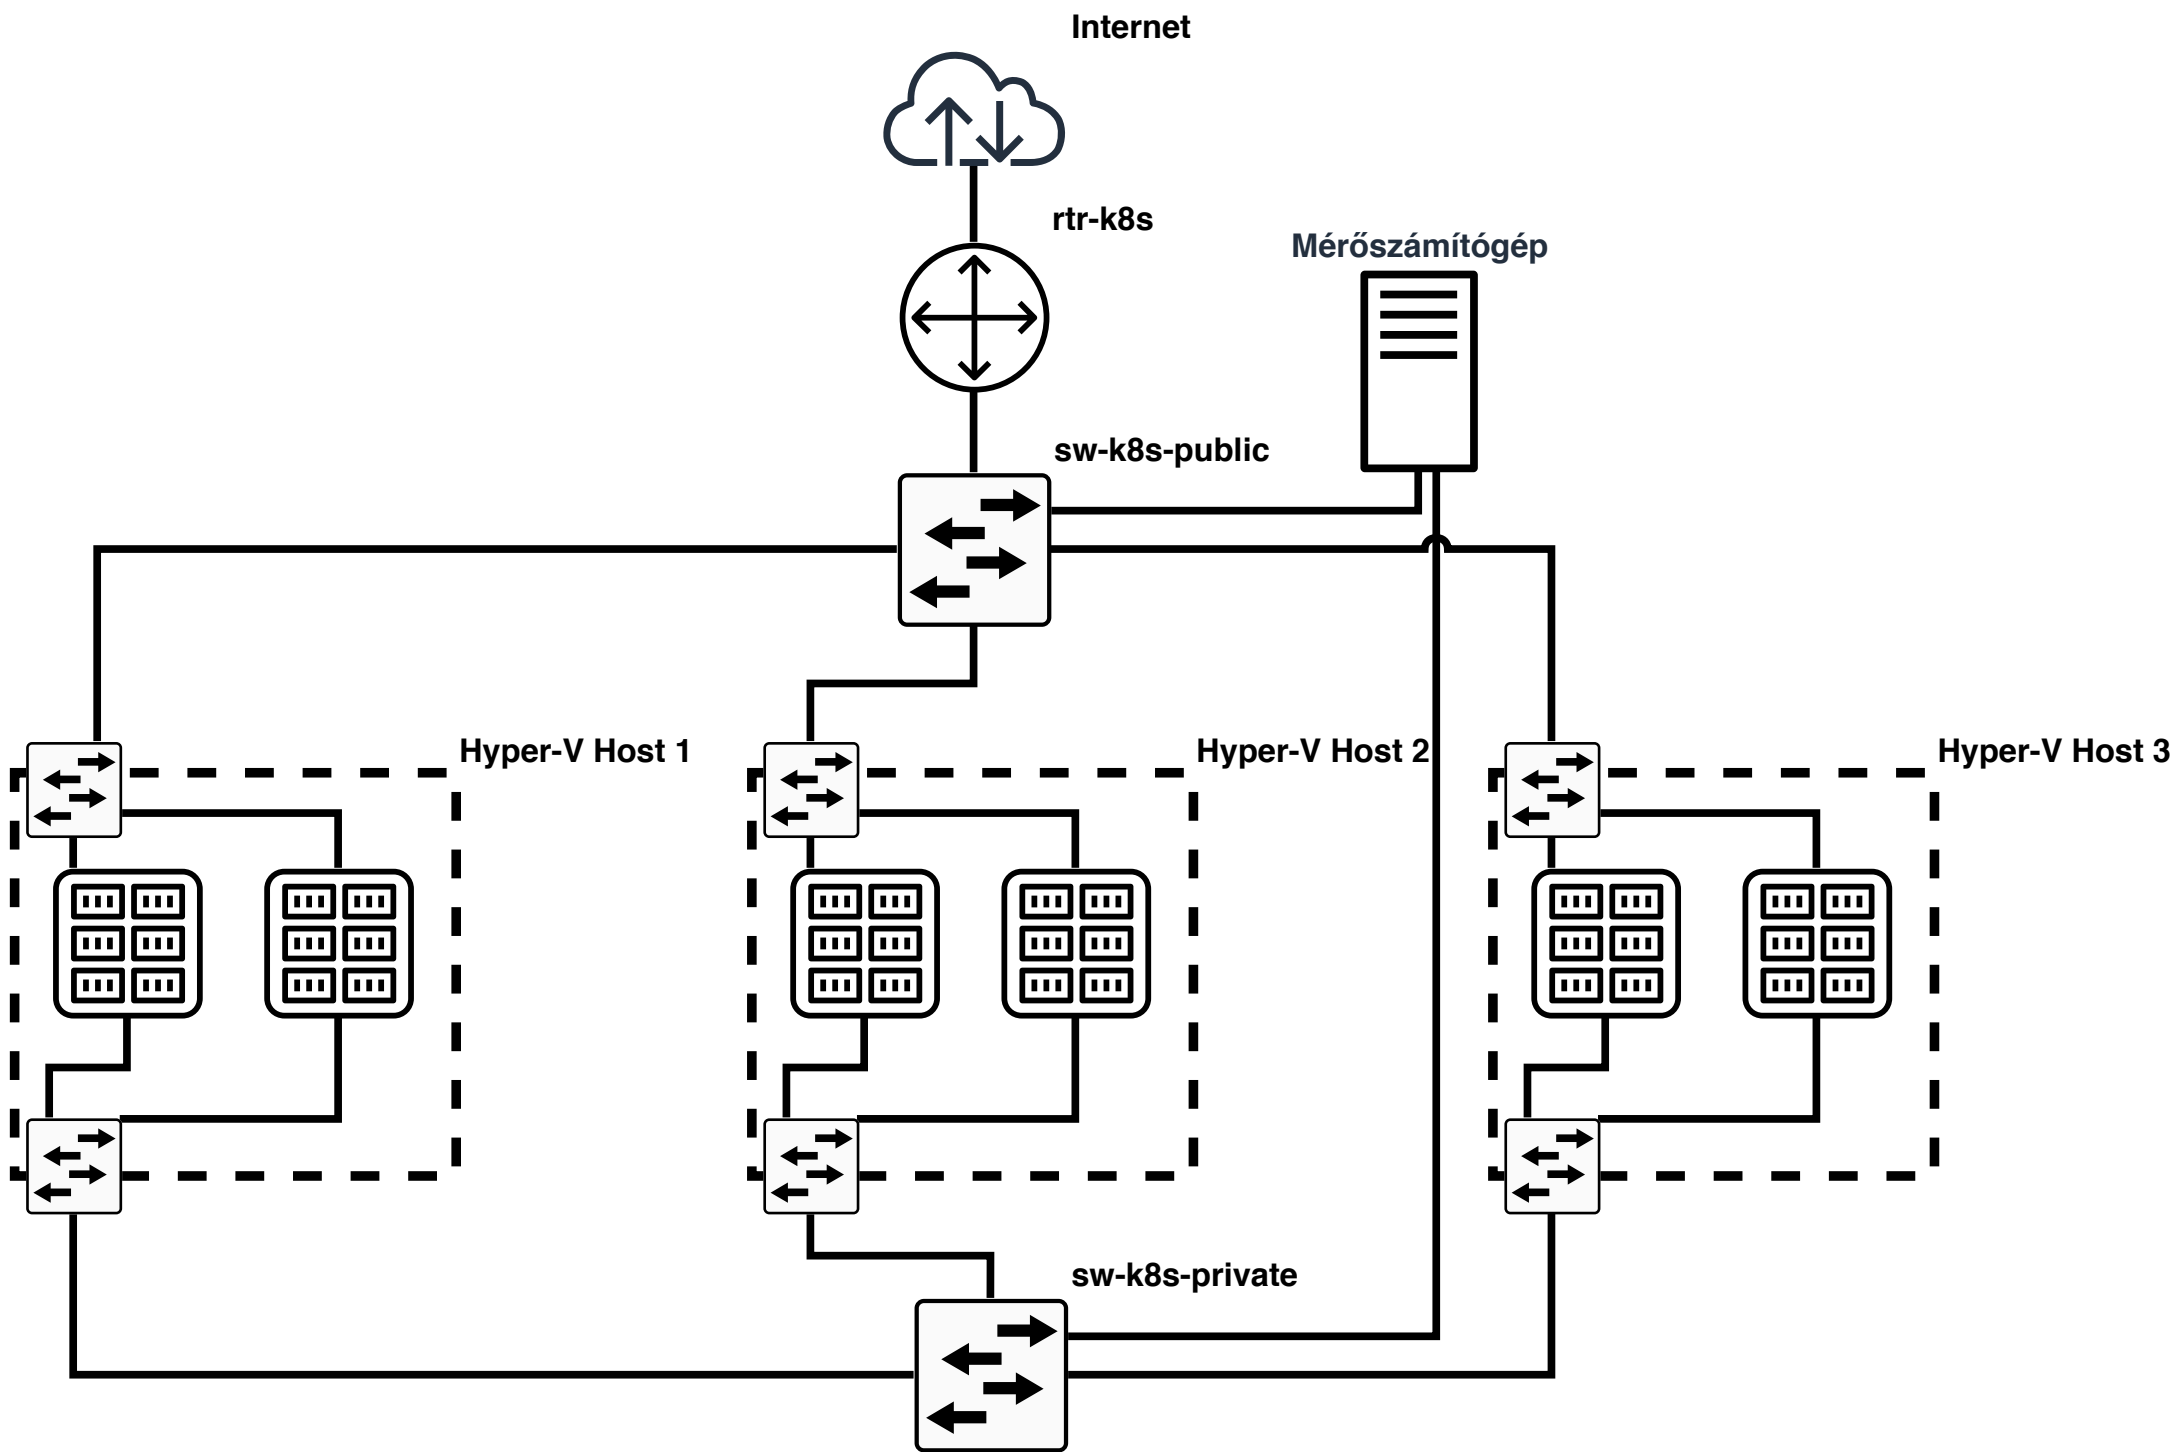 Internet
rtr-k8s
Mérőszámítógép
sw-k8s-public
Hyper-V Host 1
Hyper-V Host 2
Hyper-V Host 3
sw-k8s-private